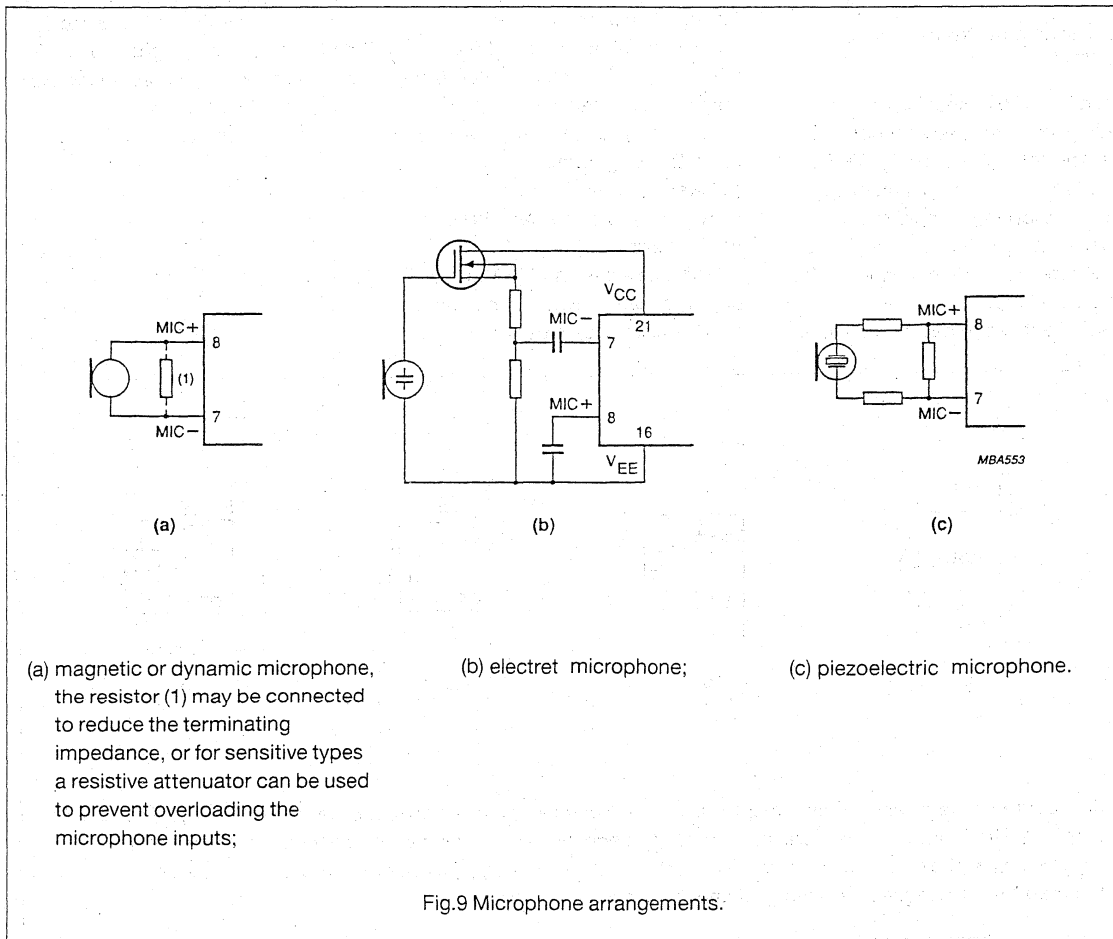 MIC+
8
(1)
7
MIC−
(a)
VCC
21
MIC−
7
MIC+
8
16
VEE
(b)
MIC+
8
7
MIC−
MBA553
(c)
(a) magnetic or dynamic microphone,
the resistor (1) may be connected
to reduce the terminating
impedance, or for sensitive types
a resistive attenuator can be used
to prevent overloading the
microphone inputs;
(b) electret microphone;
(c) piezoelectric microphone.
Fig.9 Microphone arrangements.